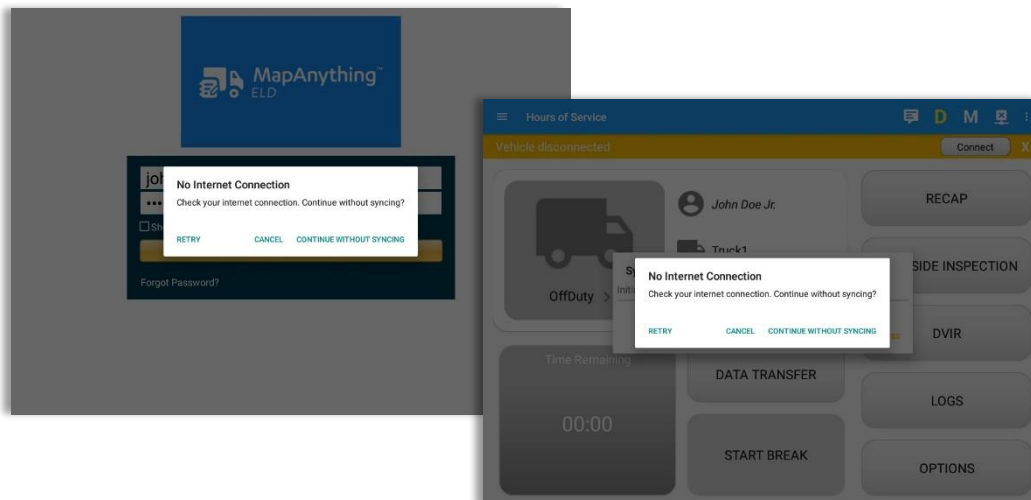 MapAnything™
ELD
joh
No Internet Connection
Check your internet connection. Continue without syncing?
RETRY CANCEL CONTINUE WITHOUT SYNCING
Forgot Password?
Hours of Service
D M
Vehicle disconnected
Connect X
John Doe Jr.
Truck1
OffDuty >
No Internet Connection
Check your internet connection. Continue without syncing?
RETRY CANCEL CONTINUE WITHOUT SYNCING
Time Remaining
00:00
DATA TRANSFER
START BREAK
RECAP
SIDE INSPECTION
DVIR
LOGS
OPTIONS